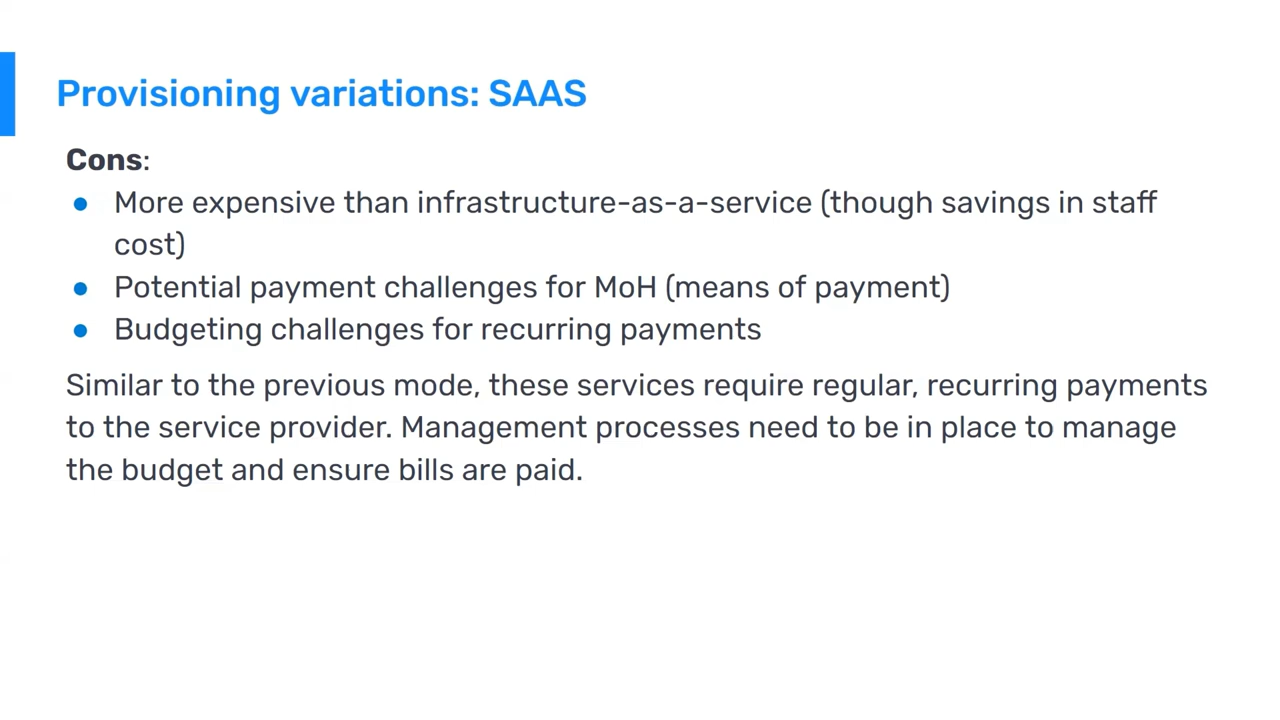 Provisioning variations: SAAS
Cons:
● More expensive than infrastructure-as-a-service (though savings in staff
cost)
● Potential payment challenges for MoH (means of payment)
● Budgeting challenges for recurring payments
Similar to the previous mode, these services require regular, recurring payments
to the service provider. Management processes need to be in place to manage
the budget and ensure bills are paid.